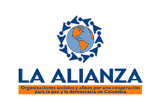 LA ALIANZA
Organizaciones sociales y afines por una cooperación
para la paz y la democracia en Colombia